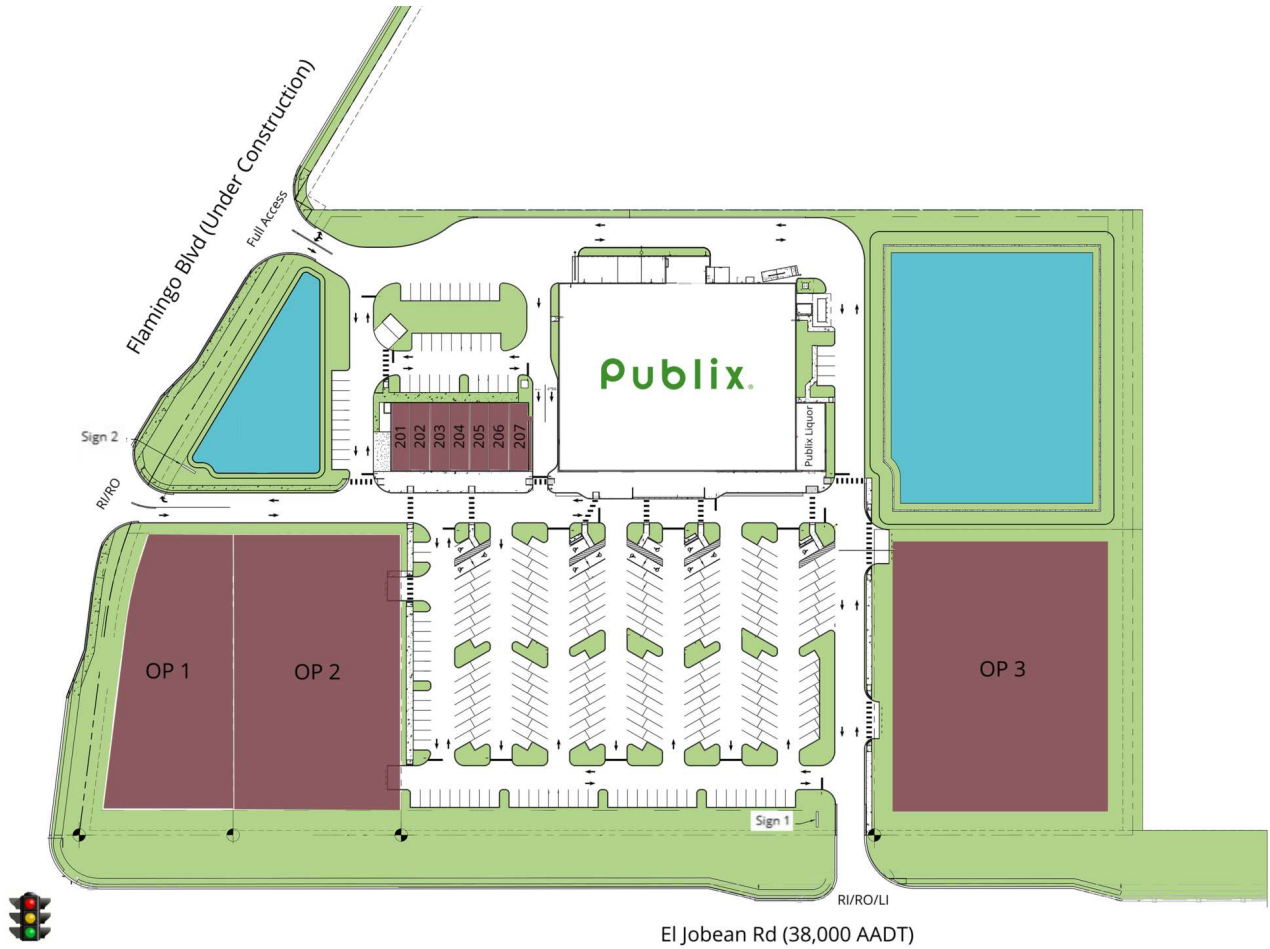 Flamingo Blvd (Under Construction)
Full Access
Publix.
Publix Liquor
201
202
203
204
205
206
207
Sign 2
RI/RO
OP 1
OP 2
OP 3
Sign 1
RI/RO/LI
El Jobean Rd (38,000 AADT)